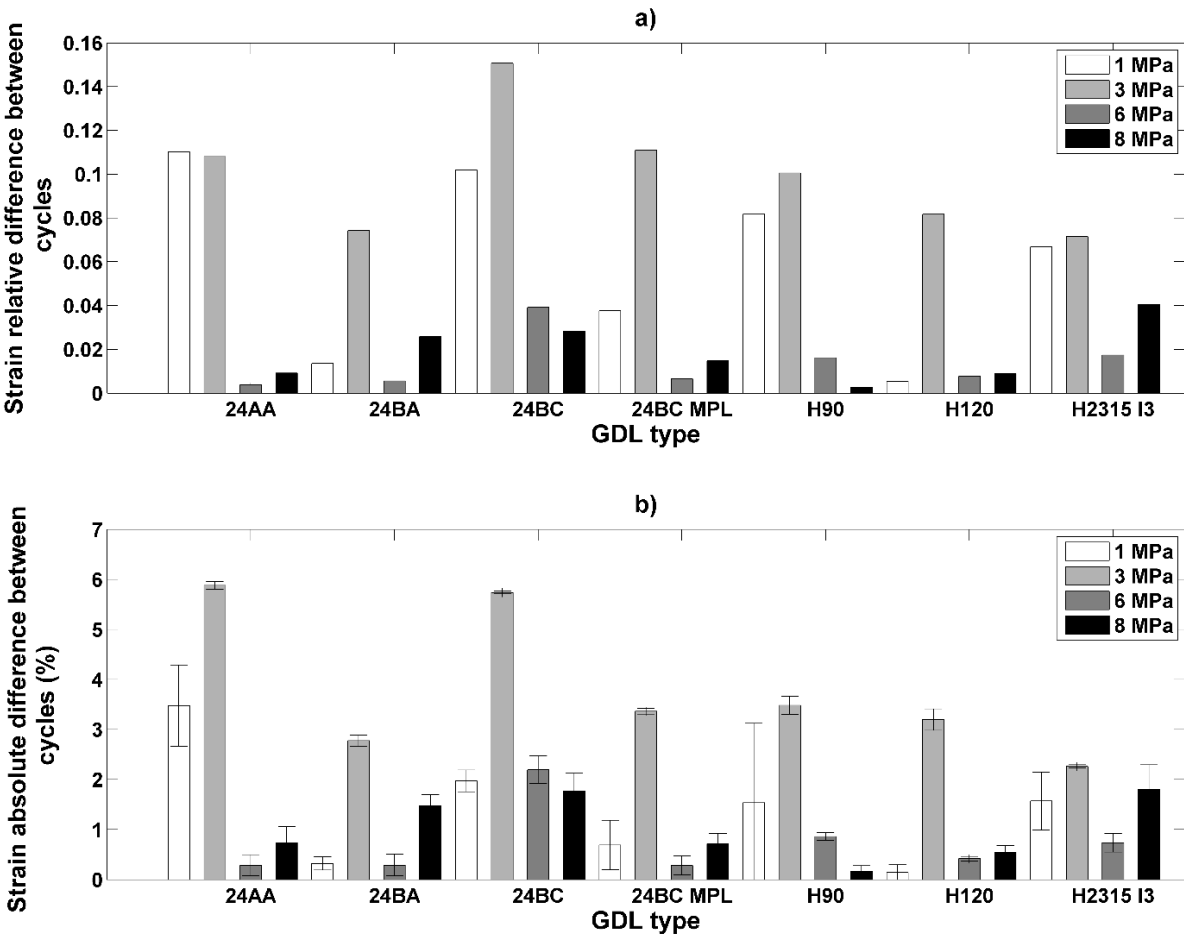 a)
Strain relative difference between
cycles
0.16
0.14
0.12
0.1
0.08
0.06
0.04
0.02
0
1 MPa
3 MPa
6 MPa
8 MPa
24AA
24BA
24BC
24BC MPL
H90
H120
H2315 I3
GDL type
b)
Strain absolute difference between
cycles (%)
7
6
5
4
3
2
1
0
1 MPa
3 MPa
6 MPa
8 MPa
24AA
24BA
24BC
24BC MPL
H90
H120
H2315 I3
GDL type